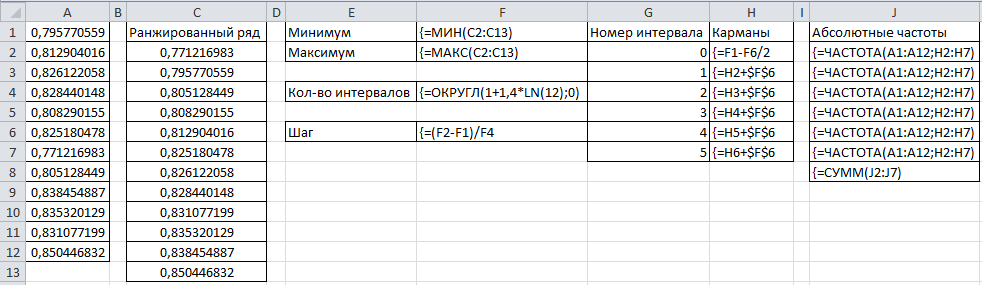 A B C D E F G H I J
1 0,795770559 Ранжированный ряд Минимум {=МИН(C2:C13) Номер интервала Карманы Абсолютные частоты
2 0,812904016 0,771216983 Максимум {=МАКС(C2:C13) 0 {=F1-F6/2 {=ЧАСТОТА(A1:A12;H2:H7)
3 0,826122058 0,795770559 1 {=H2+$F$6 {=ЧАСТОТА(A1:A12;H2:H7)
4 0,828440148 0,805128449 Кол-во интервалов {=ОКРУГЛ(1+1,4*LN(12);0) 2 {=H3+$F$6 {=ЧАСТОТА(A1:A12;H2:H7)
5 0,808290155 0,808290155 3 {=H4+$F$6 {=ЧАСТОТА(A1:A12;H2:H7)
6 0,825180478 0,812904016 Шаг {=(F2-F1)/F4 4 {=H5+$F$6 {=ЧАСТОТА(A1:A12;H2:H7)
7 0,771216983 0,825180478 5 {=H6+$F$6 {=ЧАСТОТА(A1:A12;H2:H7)
8 0,805128449 0,826122058 {=СУММ(J2:J7)
9 0,838454887 0,828440148
10 0,835320129 0,831077199
11 0,831077199 0,835320129
12 0,850446832 0,838454887
13 0,850446832